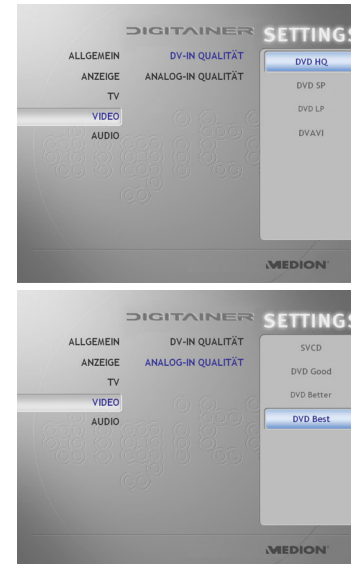 DIGITAINER SETTINGS
ALLGEMEIN
ANZEIGE
TV
VIDEO
AUDIO
DV-IN QUALITÄT
ANALOG-IN QUALITÄT
DVD HQ
DVD SP
DVD LP
DVAVI
MEDION
DIGITAINER SETTINGS
ALLGEMEIN
ANZEIGE
TV
VIDEO
AUDIO
DV-IN QUALITÄT
ANALOG-IN QUALITÄT
SVCD
DVD Good
DVD Better
DVD Best
MEDION